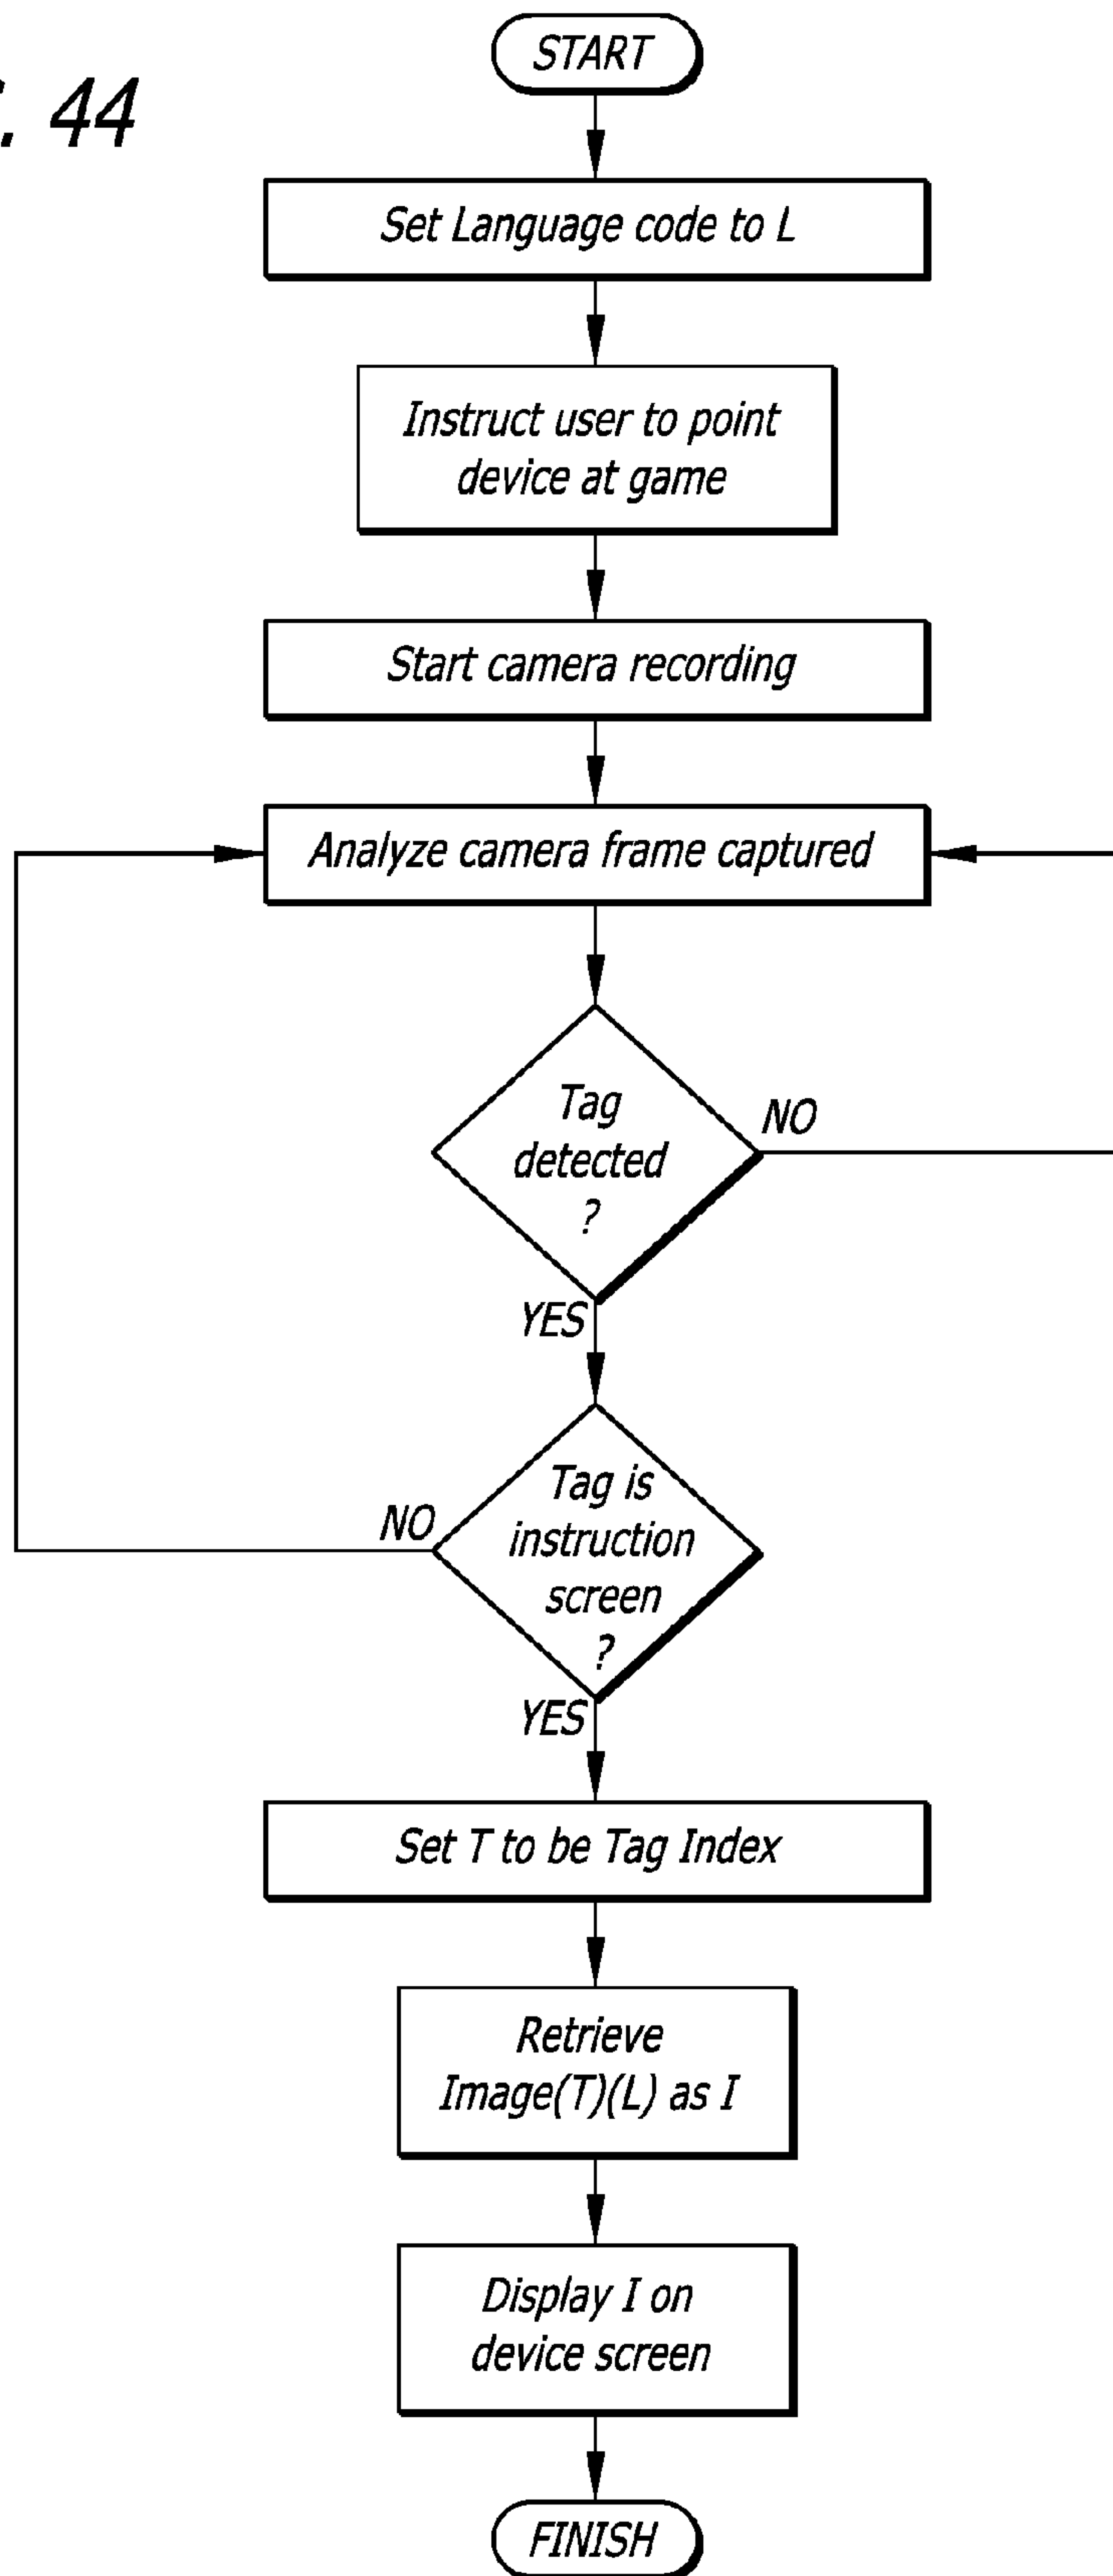 . 44
START
Set Language code to L
Instruct user to point
device at game
Start camera recording
Analyze camera frame captured
Tag
detected
?
NO
YES
Tag is
instruction
screen
?
NO
YES
Set T to be Tag Index
Retrieve
Image(T)(L) as I
Display I on
device screen
FINISH